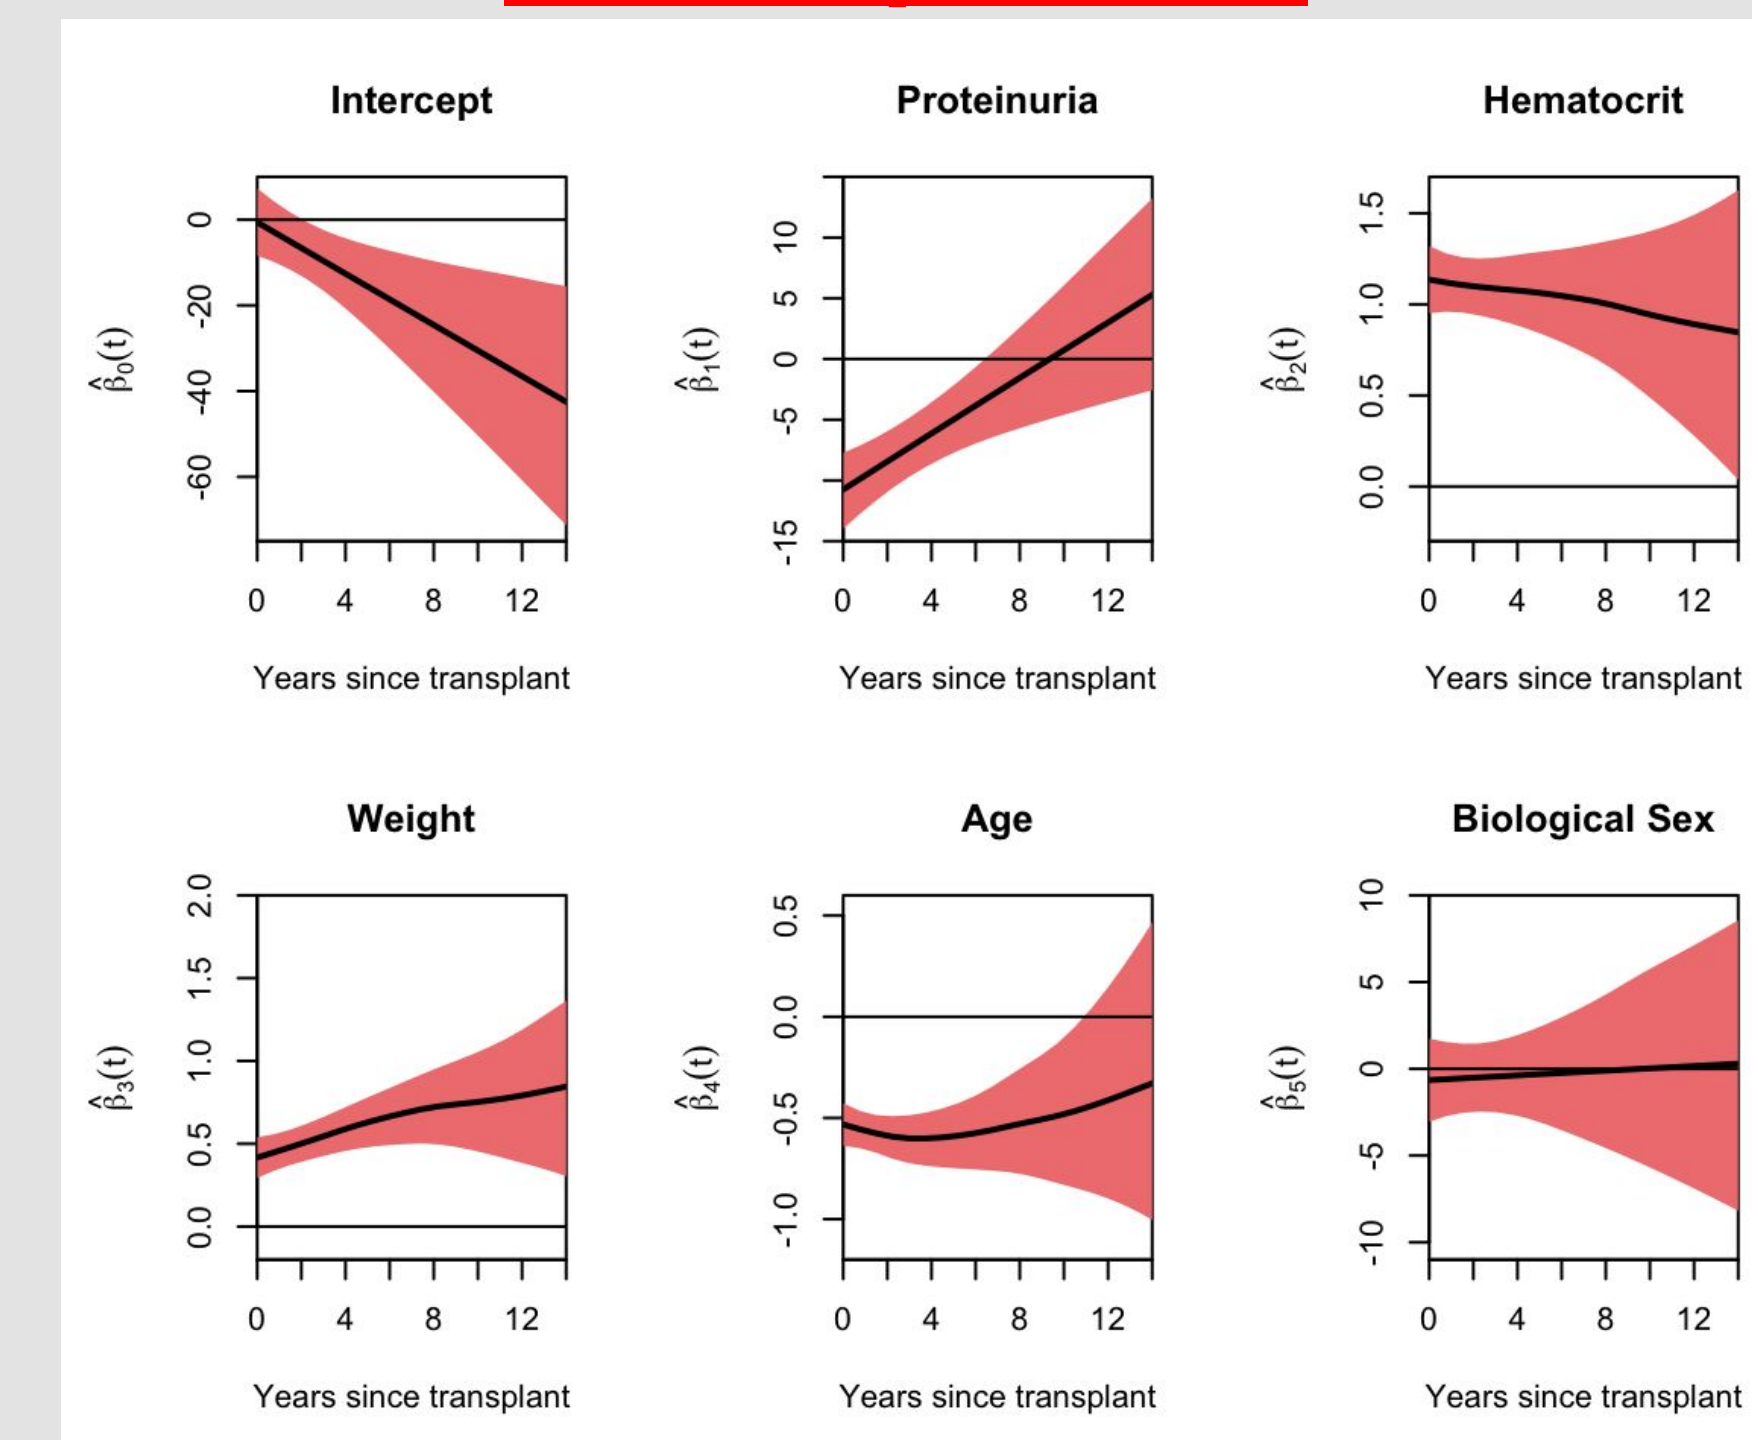 Intercept
Proteinuria
Hematocrit
β̂₀(t)
0
-20
-40
-60
0 4 8 12
Years since transplant
β̂₁(t)
10
5
0
-5
-15
0 4 8 12
Years since transplant
β̂₂(t)
1.5
1.0
0.5
0.0
0 4 8 12
Years since transplant
Weight
Age
Biological Sex
β̂₃(t)
2.0
1.5
1.0
0.5
0.0
0 4 8 12
Years since transplant
β̂₄(t)
0.5
0.0
-0.5
-1.0
0 4 8 12
Years since transplant
β̂₅(t)
10
5
0
-5
-10
0 4 8 12
Years since transplant